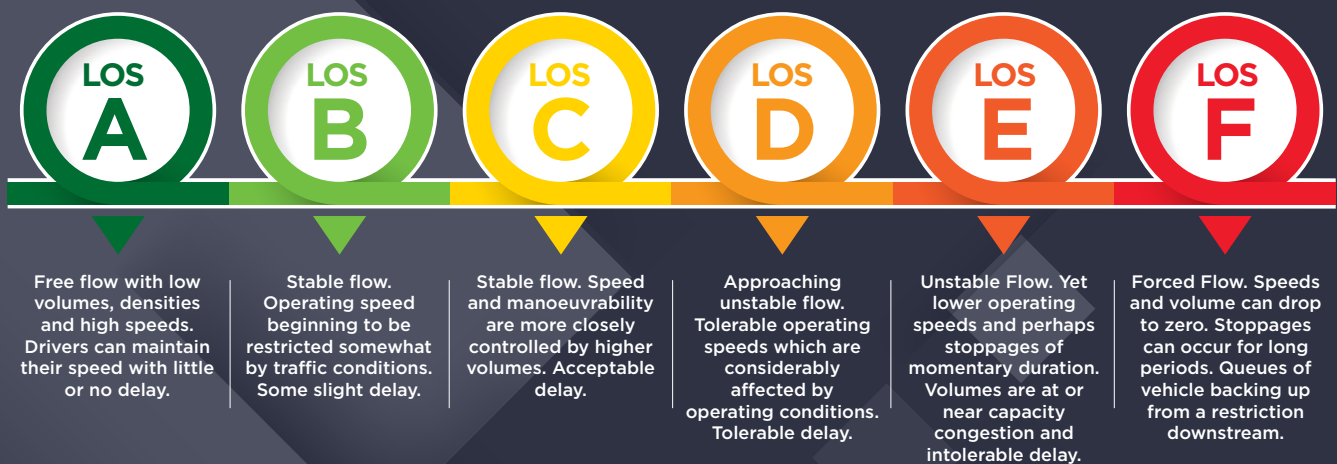 LOS
A
LOS
B
LOS
C
LOS
D
LOS
E
LOS
F
Free flow with low
volumes, densities
and high speeds.
Drivers can maintain
their speed with little
or no delay.
Stable flow.
Operating speed
beginning to be
restricted somewhat
by traffic conditions.
Some slight delay.
Stable flow. Speed
and manoeuvrability
are more closely
controlled by higher
volumes. Acceptable
delay.
Approaching
unstable flow.
Tolerable operating
speeds which are
considerably
affected by
operating conditions.
Tolerable delay.
Unstable Flow. Yet
lower operating
speeds and perhaps
stoppages of
momentary duration.
Volumes are at or
near capacity
congestion and
intolerable delay.
Forced Flow. Speeds
and volume can drop
to zero. Stoppages
can occur for long
periods. Queues of
vehicle backing up
from a restriction
downstream.